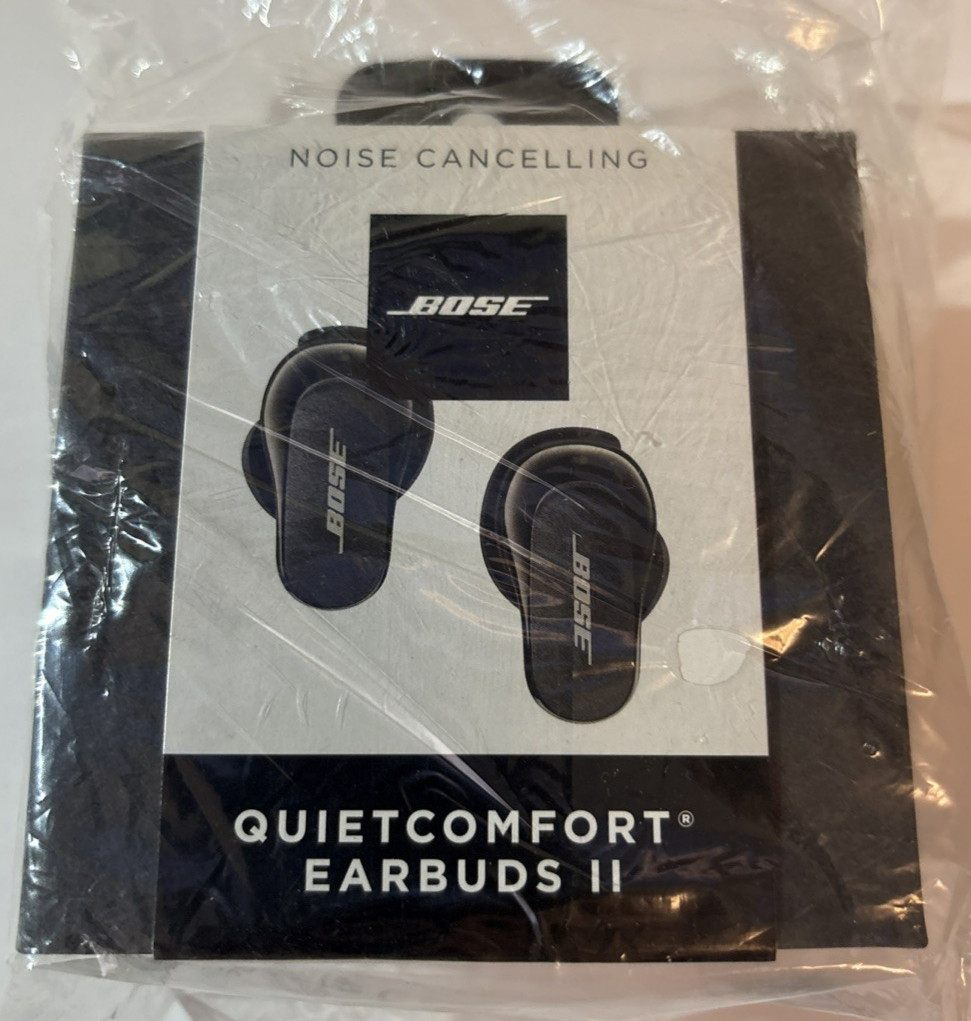 NOISE CANCELLING
BOSE
BOSE
BOSE
QUIETCOMFORT®
EARBUDS II